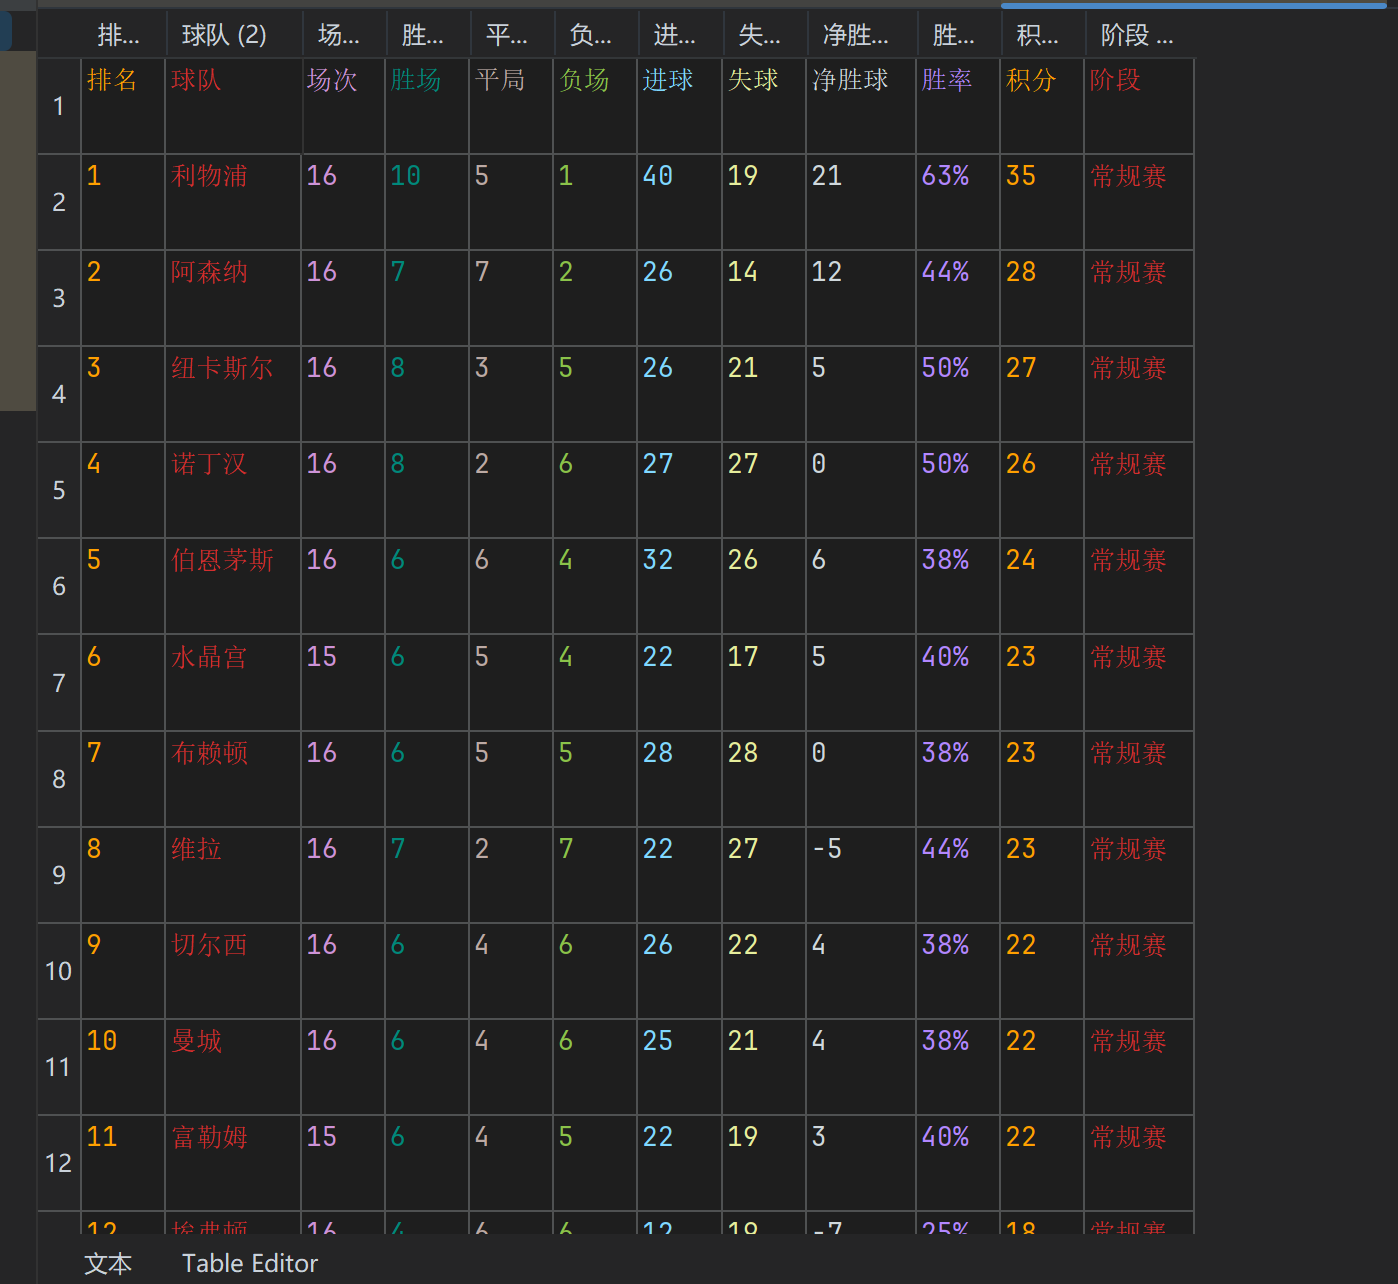 排... 球队 (2) 场... 胜... 平... 负... 进... 失... 净胜... 胜... 积... 阶段 ...
1 排名 球队 场次 胜场 平局 负场 进球 失球 净胜球 胜率 积分 阶段
2 1 利物浦 16 10 5 1 40 19 21 63% 35 常规赛
3 2 阿森纳 16 7 7 2 26 14 12 44% 28 常规赛
4 3 纽卡斯尔 16 8 3 5 26 21 5 50% 27 常规赛
5 4 诺丁汉 16 8 2 6 27 27 0 50% 26 常规赛
6 5 伯恩茅斯 16 6 6 4 32 26 6 38% 24 常规赛
7 6 水晶宫 15 6 5 4 22 17 5 40% 23 常规赛
8 7 布赖顿 16 6 5 5 28 28 0 38% 23 常规赛
9 8 维拉 16 7 2 7 22 27 -5 44% 23 常规赛
10 9 切尔西 16 6 4 6 26 22 4 38% 22 常规赛
11 10 曼城 16 6 4 6 25 21 4 38% 22 常规赛
12 11 富勒姆 15 6 4 5 22 19 3 40% 22 常规赛
12 埃弗顿 16 4 6 6 12 19 -7 25% 18 常规赛
文本 Table Editor